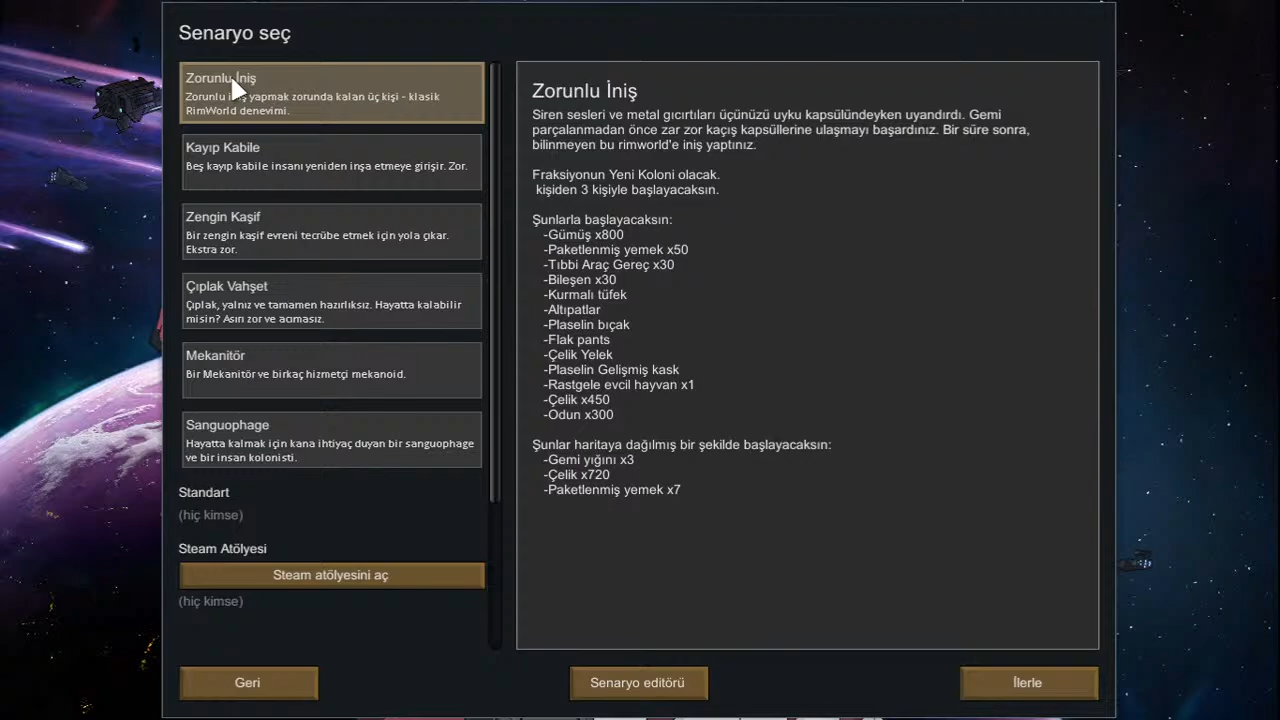 Senaryo seç
Zorunlu İniş
Zorunlu iniş yapmak zorunda kalan üç kişi - klasik
RimWorld denevimi.
Kayıp Kabile
Beş kayıp kabile insanı yeniden inşa etmeye girişir. Zor.
Zengin Kaşif
Bir zengin kaşif evreni tecrübe etmek için yola çıkar.
Ekstra zor.
Çıplak Vahşet
Çıplak, yalnız ve tamamen hazırlıksız. Hayatta kalabilir
misin? Aşırı zor ve acımasız.
Mekanitör
Bir Mekanitör ve birkaç hizmetçi mekanoid.
Sanguophage
Hayatta kalmak için kana ihtiyaç duyan bir sanguophage
ve bir insan kolonisti.
Standart
(hiç kimse)
Steam Atölyesi
Steam atölyesini aç
(hiç kimse)
Zorunlu İniş
Siren sesleri ve metal gıcırtıları üçünüzü uyku kapsülündeyken uyandırdı. Gemi
parçalanmadan önce zar zor kaçış kapsüllerine ulaşmayı başardınız. Bir süre sonra,
bilinmeyen bu rimworld'e iniş yaptınız.
Fraksiyonun Yeni Koloni olacak.
kişiden 3 kişiyle başlayacaksın.
Şunlarla başlayacaksın:
-Gümüş x800
-Paketlenmiş yemek x50
-Tıbbi Araç Gereç x30
-Bileşen x30
-Kurmalı tüfek
-Altıpatlar
-Plaselin bıçak
-Flak pants
-Çelik Yelek
-Plaselin Gelişmiş kask
-Rastgele evcil hayvan x1
-Çelik x450
-Odun x300
Şunlar haritaya dağılmış bir şekilde başlayacaksın:
-Gemi yığını x3
-Çelik x720
-Paketlenmiş yemek x7
Geri
Senaryo editörü
İlerle